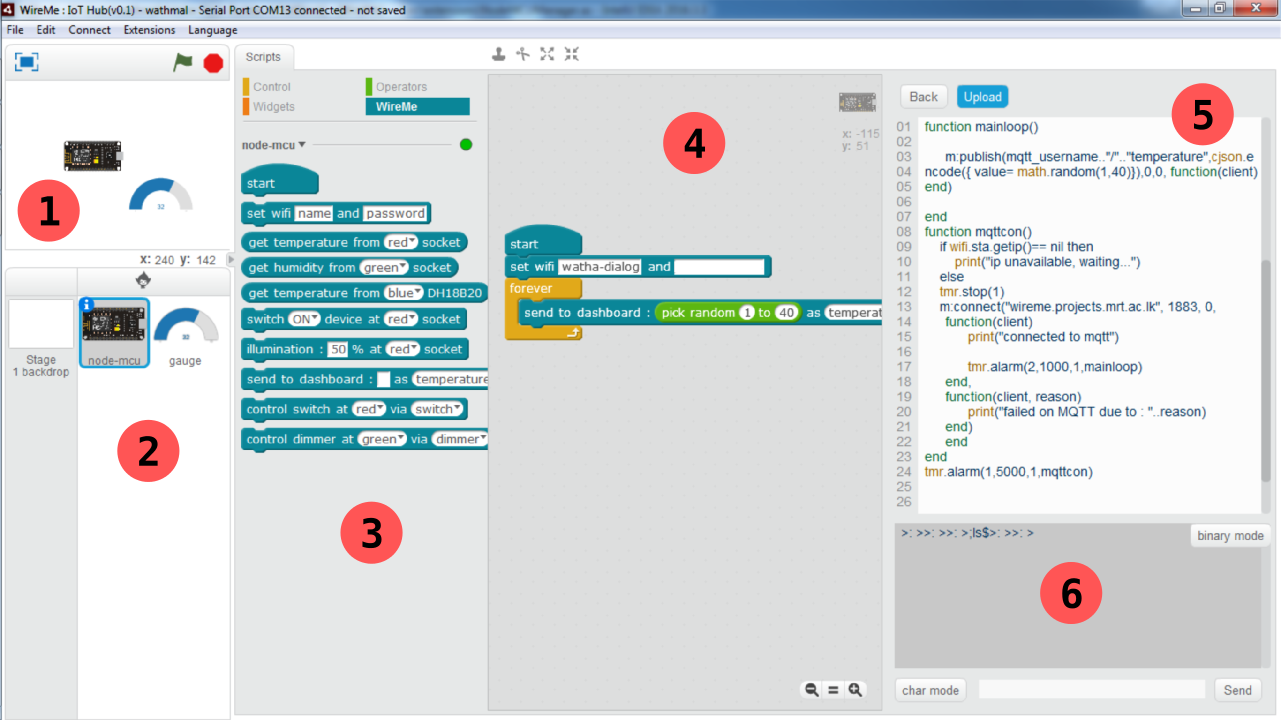 WireMe : IoT Hub(v0.1) - wathmal - Serial Port COM13 connected - not saved
File Edit Connect Extensions Language
1
32
x: 240 y: 142
Stage
1 backdrop
node-mcu
30
gauge
2
Scripts
Control Operators
Widgets WireMe
node-mcu
start
set wifi name and password
get temperature from red socket
get humidity from green socket
get temperature from blue DH18B20
switch ON device at red socket
illumination : 50 % at red socket
send to dashboard : as temperature
control switch at red via switch
control dimmer at green via dimmer
3
4
x: -115
y: 51
start
set wifi watha-dialog and
forever
send to dashboard : pick random 1 to 40 as temperat
Back Upload
5
01 function mainloop()
02
03 m:publish(mqtt_username.."/".."temperature",cjson.e
04 ncode({ value= math.random(1,40)}),0,0, function(client)
05 end)
06
07 end
08 function mqttcon()
09 if wifi.sta.getip()== nil then
10 print("ip unavailable, waiting...")
11 else
12 tmr.stop(1)
13 m:connect("wireme.projects.mrt.ac.lk", 1883, 0,
14 function(client)
15 print("connected to mqtt")
16
17 tmr.alarm(2,1000,1,mainloop)
18 end,
19 function(client, reason)
20 print("failed on MQTT due to : "..reason)
21 end)
22 end
23 end
24 tmr.alarm(1,5000,1,mqttcon)
25
26
>: >>: >>: >;ls$>: >>: >
binary mode
6
char mode Send